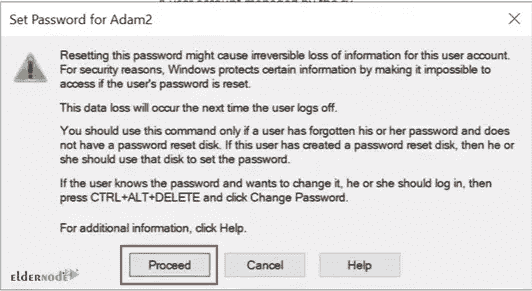 Set Password for Adam2
Resetting this password might cause irreversible loss of information for this user account.
For security reasons, Windows protects certain information by making it impossible to
access if the user's password is reset.
This data loss will occur the next time the user logs off.
You should use this command only if a user has forgotten his or her password and does
not have a password reset disk. If this user has created a password reset disk, then he or
she should use that disk to set the password.
If the user knows the password and wants to change it, he or she should log in, then
press CTRL+ALT+DELETE and click Change Password.
For additional information, click Help.
Proceed Cancel Help
ELDERNODE